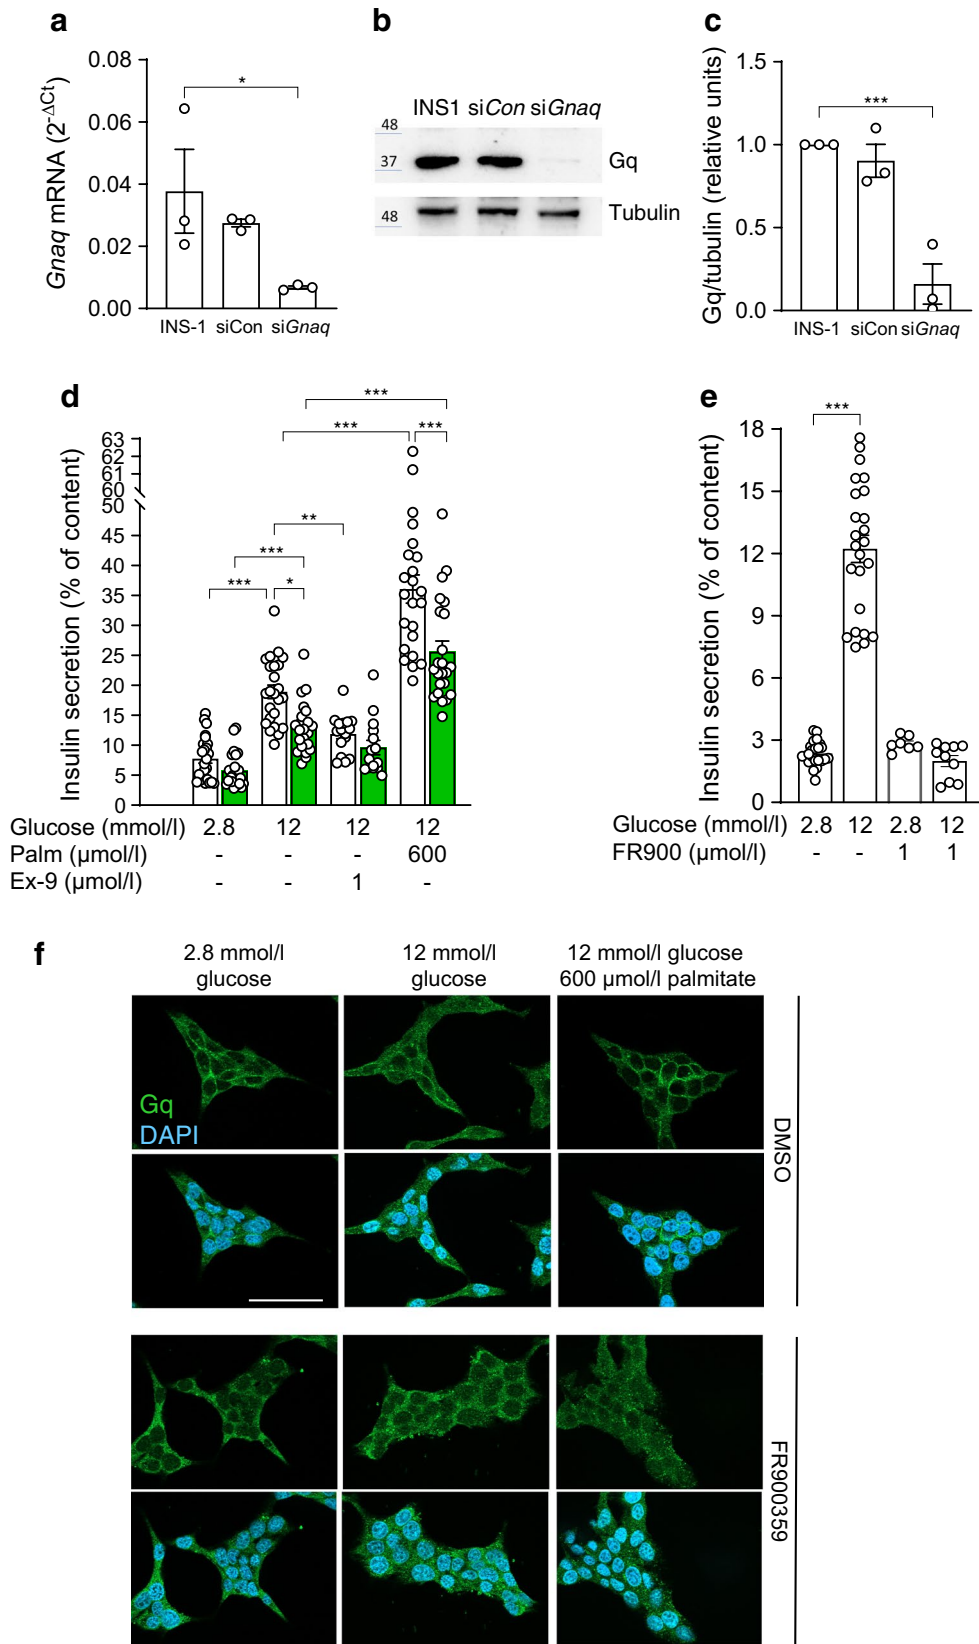 a
b
c
0.08
0.06
0.04
0.02
0.00
Gnaq mRNA (2^-ΔCt)
*
INS-1 siCon siGnaq
INS1 siCon siGnaq
48
37
Gq
48
Tubulin
1.5
1.0
0.5
0.0
Gq/tubulin (relative units)
***
INS-1 siCon siGnaq
d
63
62
61
60
50
45
40
35
30
25
20
15
10
5
0
Insulin secretion (% of content)
***
*** ***
**
***
*** *
Glucose (mmol/l) 2.8 12 12 12
Palm (μmol/l) - - - 600
Ex-9 (μmol/l) - - 1 -
e
18
15
12
9
6
3
0
Insulin secretion (% of content)
***
Glucose (mmol/l) 2.8 12 2.8 12
FR900 (μmol/l) - - 1 1
f
2.8 mmol/l
glucose
12 mmol/l
glucose
12 mmol/l glucose
600 μmol/l palmitate
Gq
DAPI
DMSO
FR900359